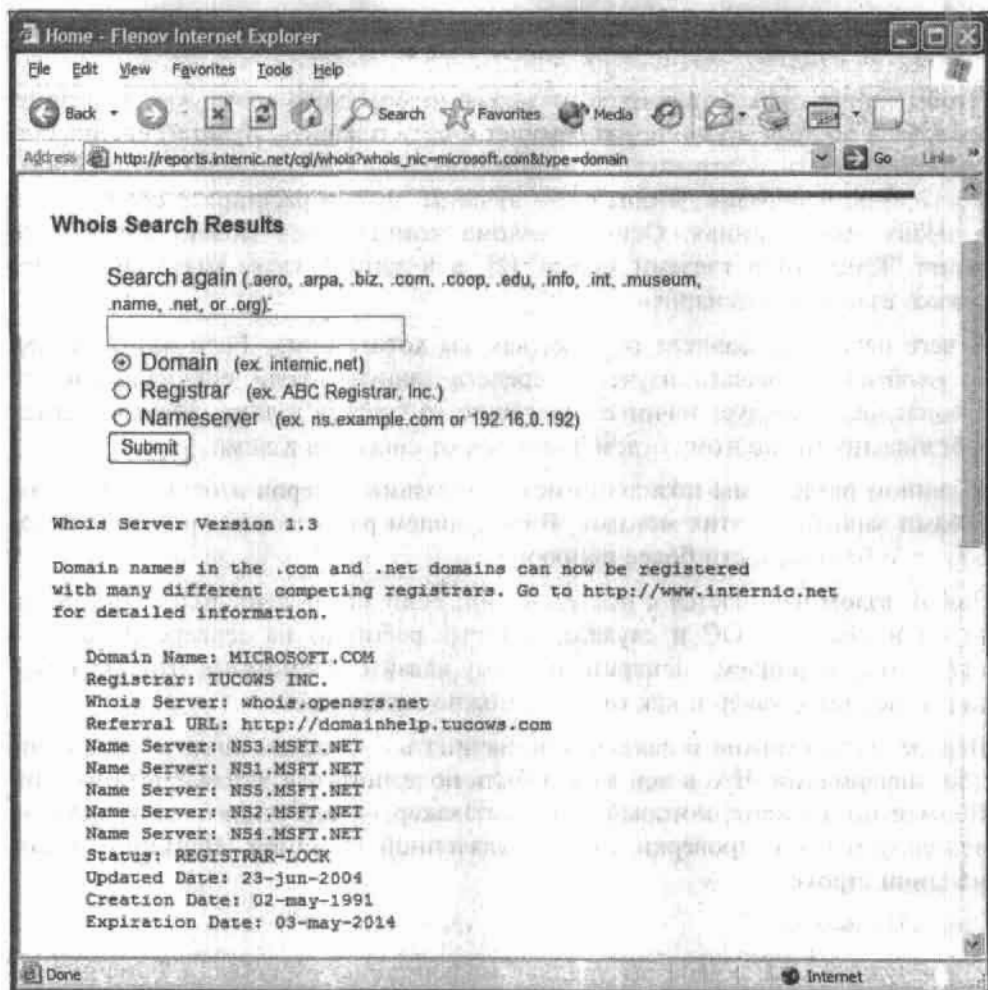 Home - Flenov Internet Explorer
File Edit View Favorites Tools Help
Back Search Favorites Media
Address http://reports.internic.net/cgi/whois?whois_nic=microsoft.com&type=domain Go Links »
Whois Search Results
Search again (.aero, .arpa, .biz, .com, .coop, .edu, .info, .int, .museum,
.name, .net, or .org):
Domain (ex. internic.net)
Registrar (ex. ABC Registrar, Inc.)
Nameserver (ex. ns.example.com or 192.16.0.192)
Submit
Whois Server Version 1.3
Domain names in the .com and .net domains can now be registered
with many different competing registrars. Go to http://www.internic.net
for detailed information.
Domain Name: MICROSOFT.COM
Registrar: TUCOWS INC.
Whois Server: whois.opensrs.net
Referral URL: http://domainhelp.tucows.com
Name Server: NS3.MSFT.NET
Name Server: NS1.MSFT.NET
Name Server: NS5.MSFT.NET
Name Server: NS2.MSFT.NET
Name Server: NS4.MSFT.NET
Status: REGISTRAR-LOCK
Updated Date: 23-jun-2004
Creation Date: 02-may-1991
Expiration Date: 03-may-2014
Done Internet